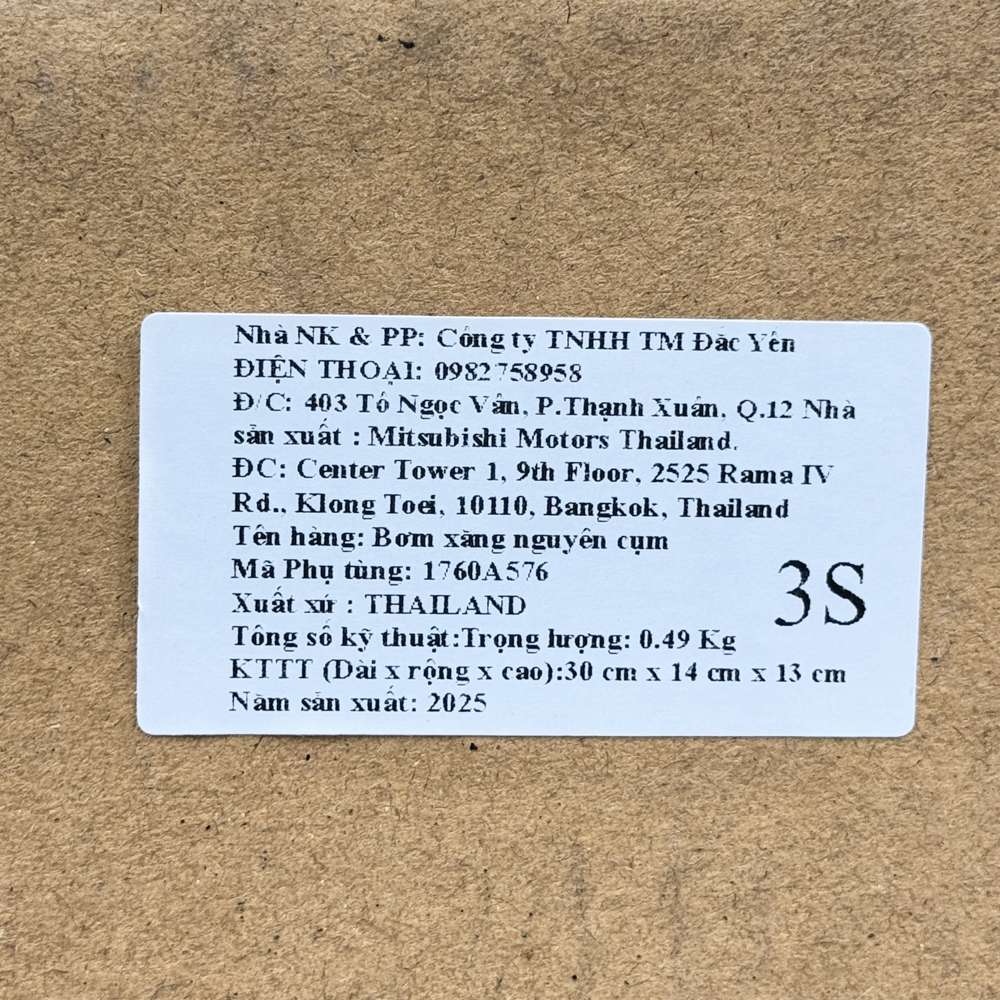 Nhà NK & PP: Công ty TNHH TM Đắc Yên
ĐIỆN THOẠI: 0982758958
Đ/C: 403 Tô Ngọc Vân, P.Thạnh Xuân, Q.12 Nhà
sản xuất : Mitsubishi Motors Thailand.
ĐC: Center Tower 1, 9th Floor, 2525 Rama IV
Rd., Klong Toei, 10110, Bangkok, Thailand
Tên hàng: Bơm xăng nguyên cụm
Mã Phụ tùng: 1760A576
Xuất xứ : THAILAND
3S
Tông số kỹ thuật:Trọng lượng: 0.49 Kg
KTTT (Dài x rộng x cao):30 cm x 14 cm x 13 cm
Năm sản xuất: 2025